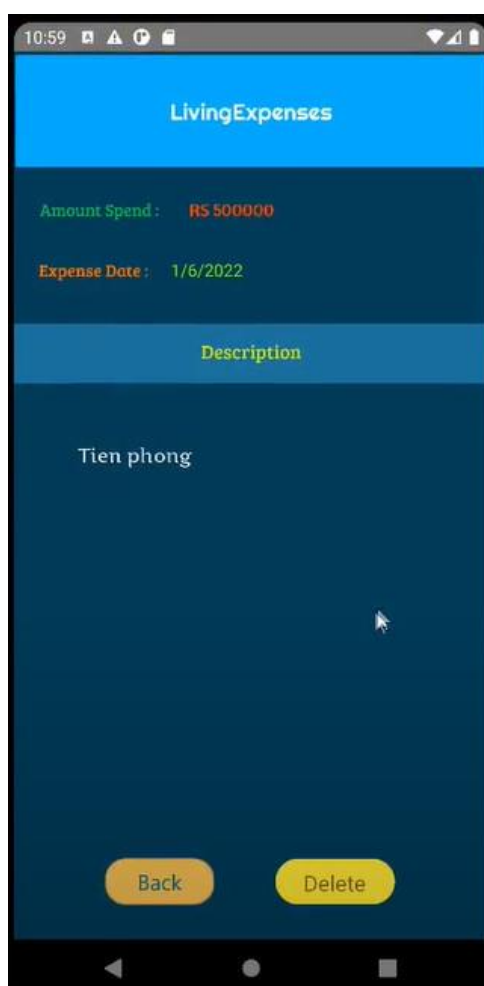 10:59
LivingExpenses
Amount Spend : RS 500000
Expense Date : 1/6/2022
Description
Tien phong
Back Delete